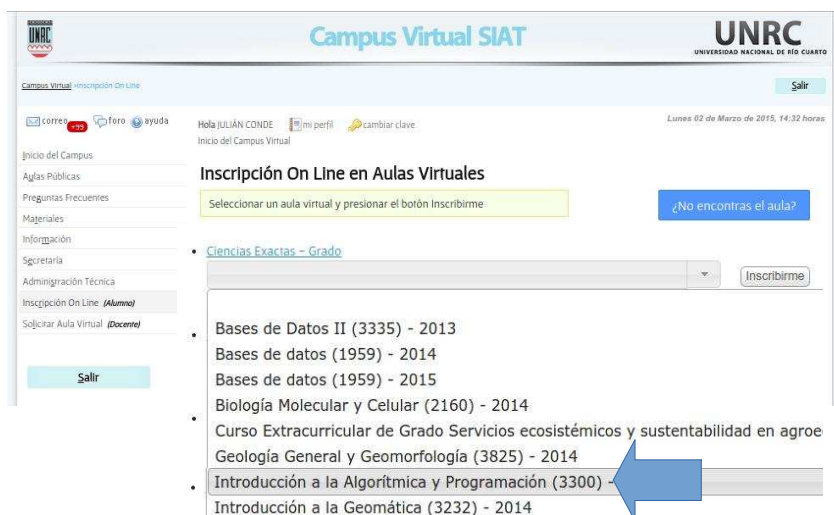 UNRC
Campus Virtual SIAT
UNRC
UNIVERSIDAD NACIONAL DE RÍO CUARTO
Campus Virtual »Inscripción On Line
Salir
correo +99 foro ayuda
Hola JULIÁN CONDE mi perfil cambiar clave
Lunes 02 de Marzo de 2015, 14:32 horas
Inicio del Campus Virtual
Inicio del Campus
Aulas Públicas
Preguntas Frecuentes
Materiales
Información
Secretaría
Administración Técnica
Inscripción On Line (Alumno)
Solicitar Aula Virtual (Docente)
Salir
Inscripción On Line en Aulas Virtuales
Seleccionar un aula virtual y presionar el botón Inscribirme
¿No encontras el aula?
Ciencias Exactas – Grado
Inscribirme
Bases de Datos II (3335) - 2013
Bases de datos (1959) - 2014
Bases de datos (1959) - 2015
Biología Molecular y Celular (2160) - 2014
Curso Extracurricular de Grado Servicios ecosistémicos y sustentabilidad en agroe
Geología General y Geomorfología (3825) - 2014
Introducción a la Algorítmica y Programación (3300) -
Introducción a la Geomática (3232) - 2014